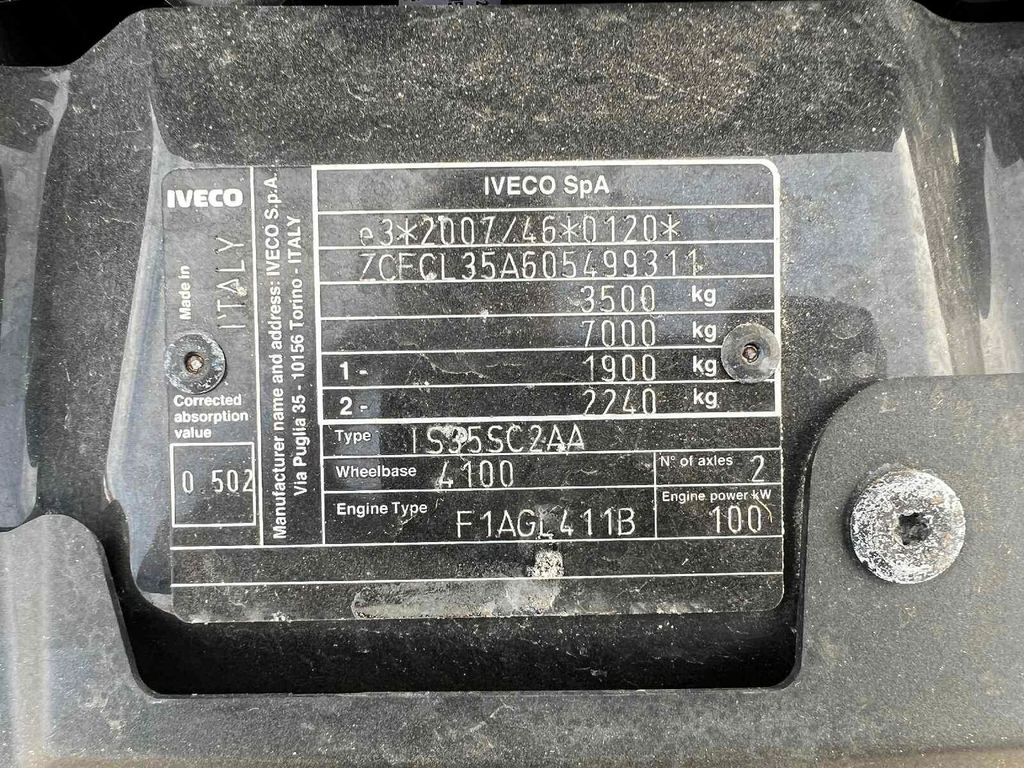 IVECO
Made in
ITALY
Corrected
absorption
value
0 502
Manufacturer name and address: IVECO S.p.A.
Via Puglia 35 - 10156 Torino - ITALY
IVECO SpA
e3*2007/46*0120*
ZCFCL35A605499311
3500 kg
7000 kg
1 - 1900 kg
2 - 2240 kg
Type IS35SC2AA
Wheelbase 4100
N° of axles 2
Engine Type F1AGL411B
Engine power kW
100